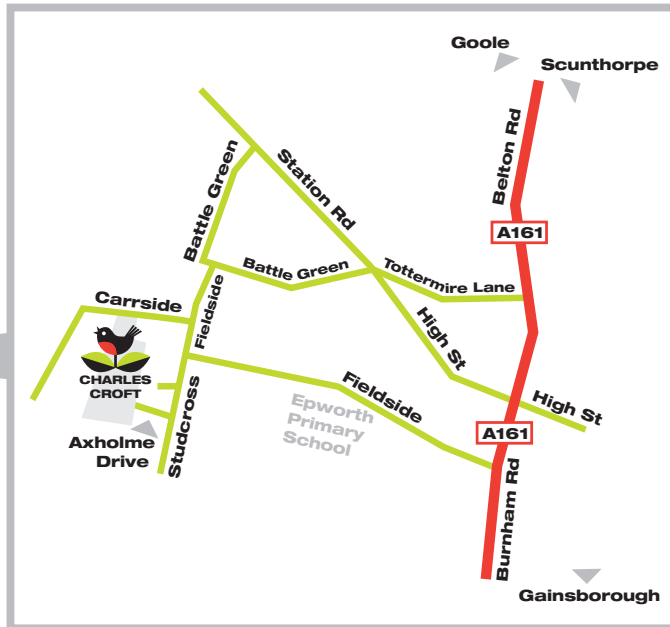 Goole
Scunthorpe
Belton Rd
Battle Green
Station Rd
A161
Battle Green
Tottermire Lane
Carrside
Fieldside
High St
CHARLES
CROFT
Fieldside
High St
Epworth
Primary
School
A161
Axholme
Drive
Studcross
Burnham Rd
Gainsborough